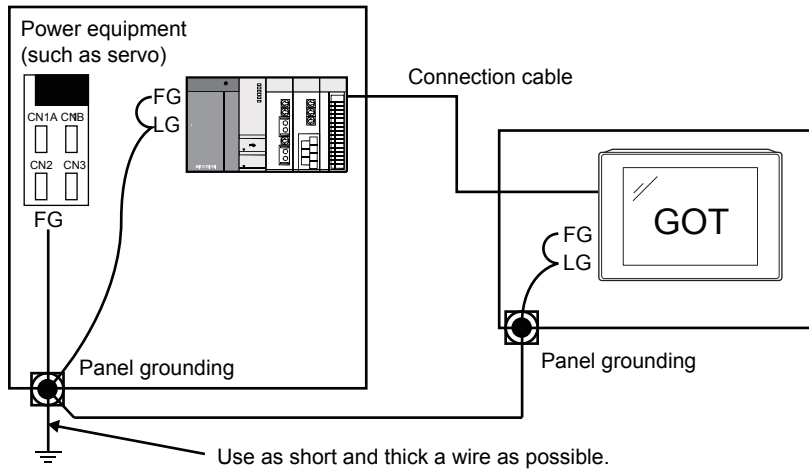 Power equipment
(such as servo)
CN1A CN1B
CN2 CN3
FG
FG
LG
Connection cable
GOT
FG
LG
Panel grounding
Panel grounding
Use as short and thick a wire as possible.